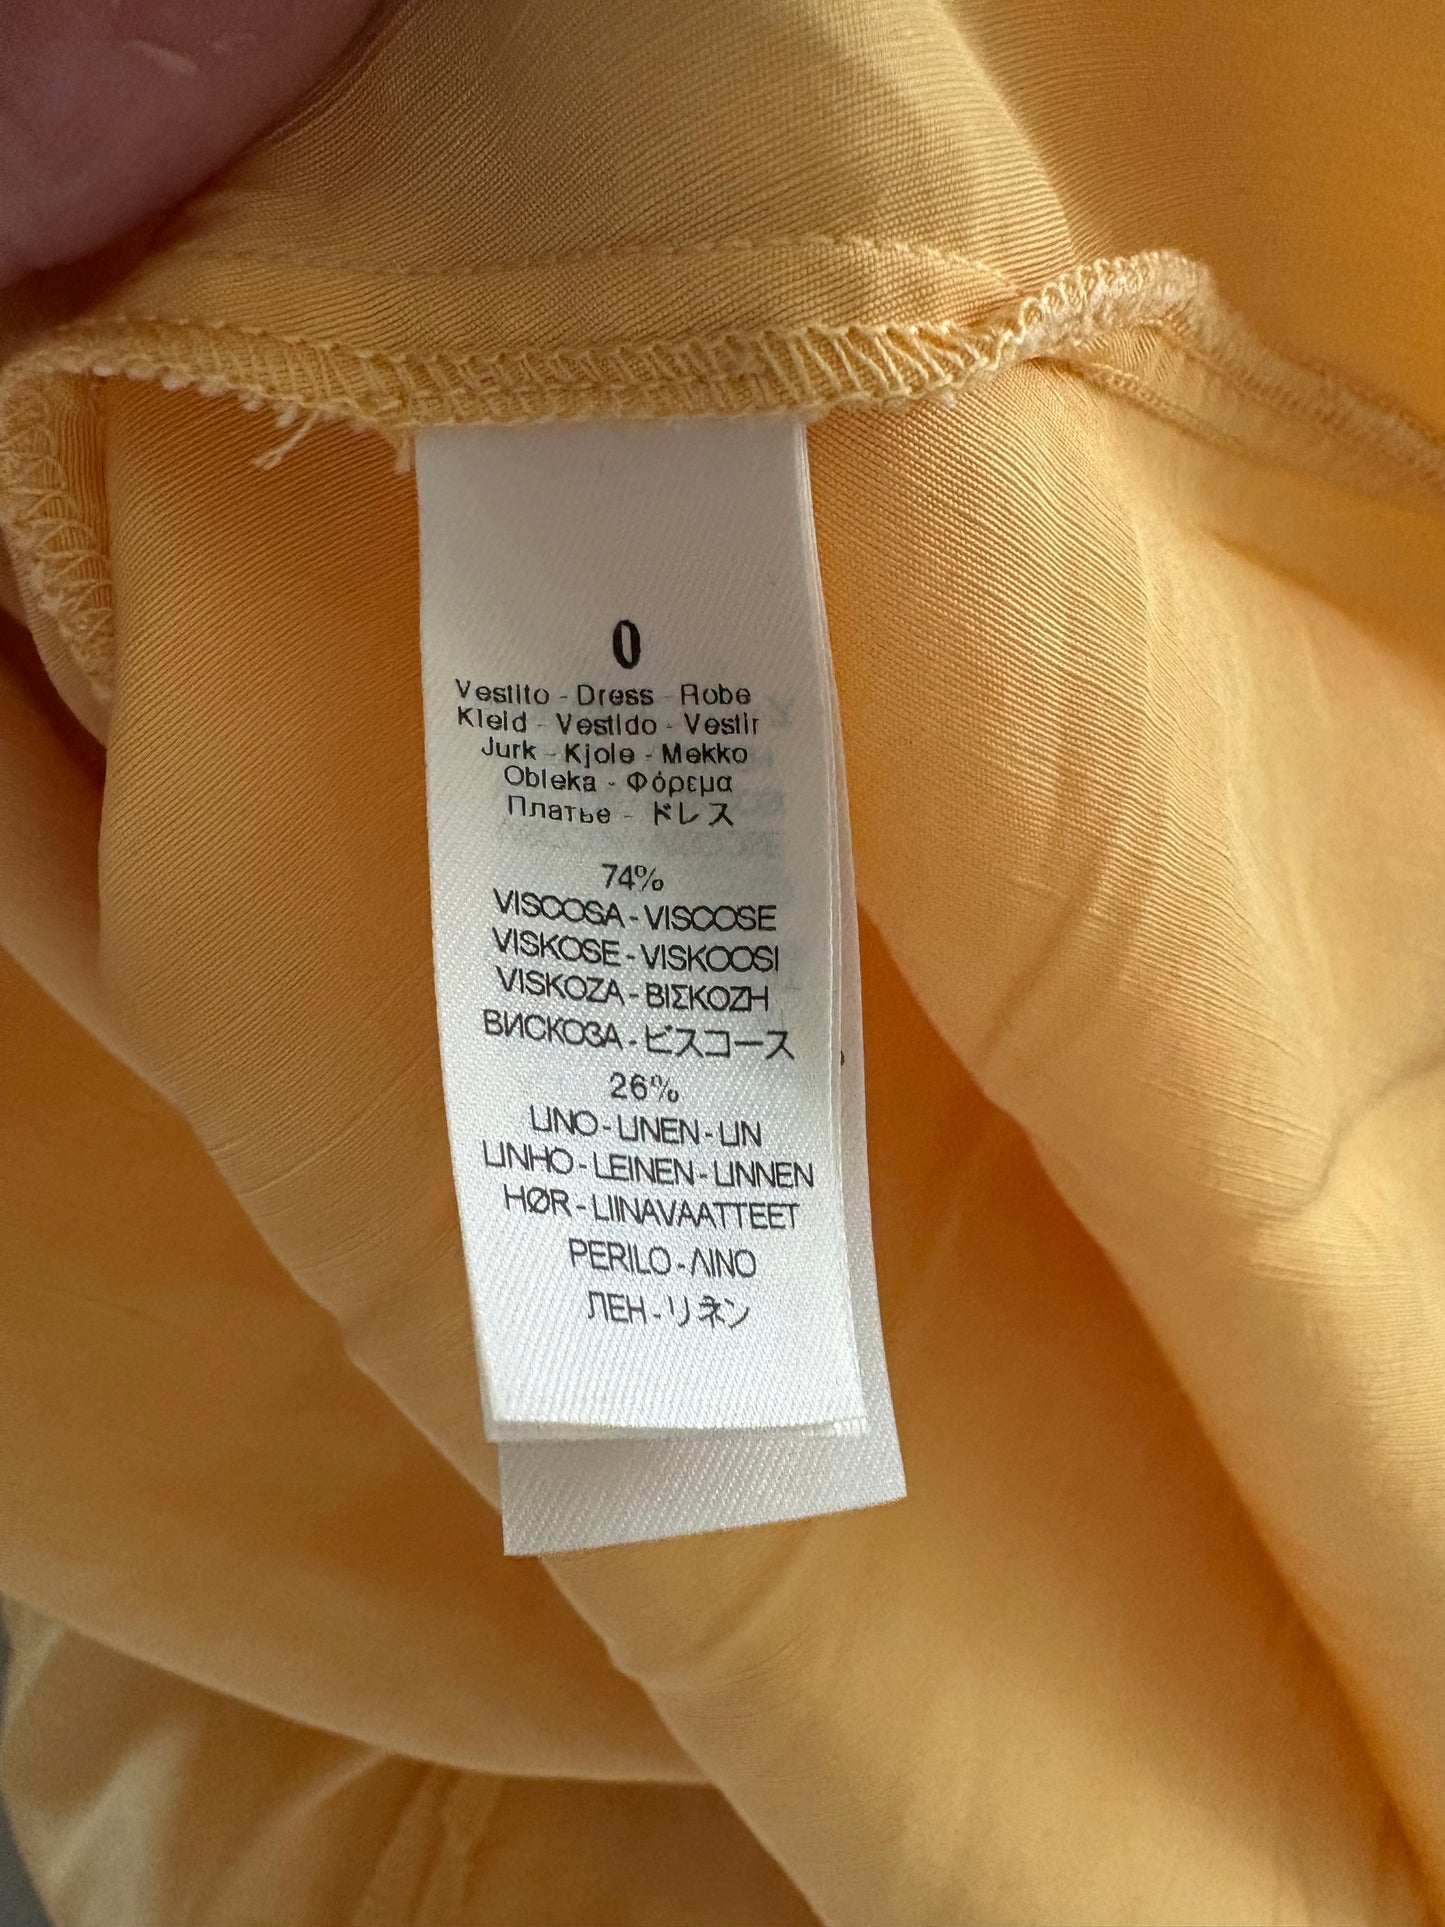 0
Vestito - Dress - Robe
Kleid - Vestido - Vestir
Jurk - Kjole - Mekko
Obleka - Φόρεμα
Платье - ドレス
74%
VISCOSA - VISCOSE
VISKOSE - VISKOOSI
VISKOZA - ΒΙΣΚΟΖΗ
ВИСКОЗА - ビスコース
26%
LINO - LINEN - LIN
LINHO - LEINEN - LINNEN
HØR - LIINAVAATTEET
PERILO - ΛΙΝΟ
ЛЕН - リネン